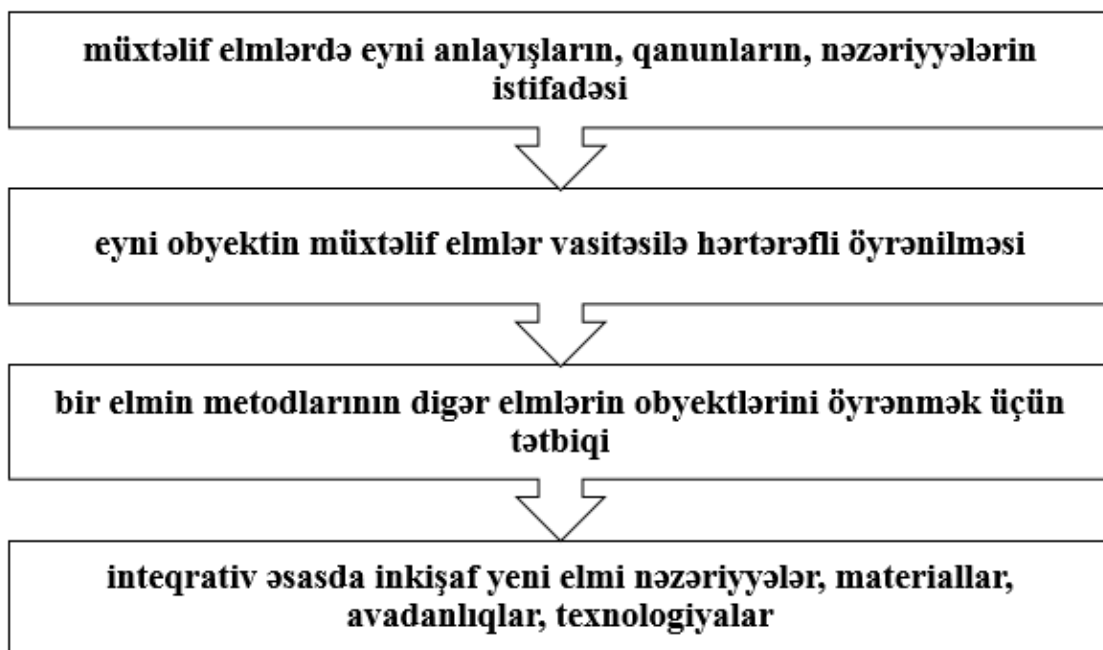 müxtəlif elmlərdə eyni anlayışların, qanunların, nəzəriyyələrin
istifadəsi
eyni obyektin müxtəlif elmlər vasitəsilə hərtərəfli öyrənilməsi
bir elmin metodlarının digər elmlərin obyektlərini öyrənmək üçün
tətbiqi
inteqrativ əsasda inkişaf yeni elmi nəzəriyyələr, materiallar,
avadanlıqlar, texnologiyalar